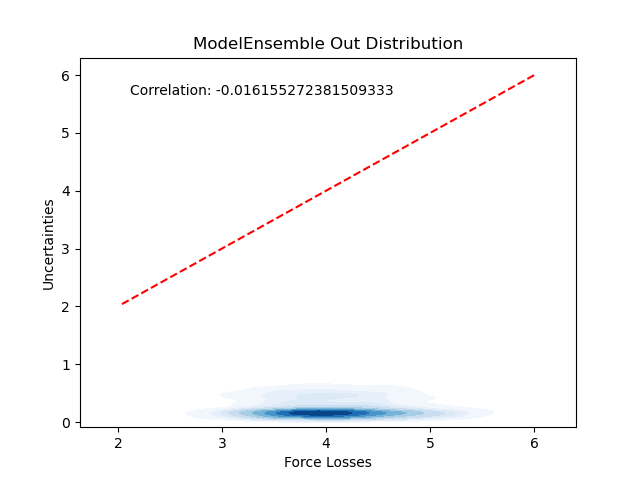 ModelEnsemble Out Distribution
Correlation: -0.016155272381509333
Uncertainties
6
5
4
3
2
1
0
2 3 4 5 6
Force Losses